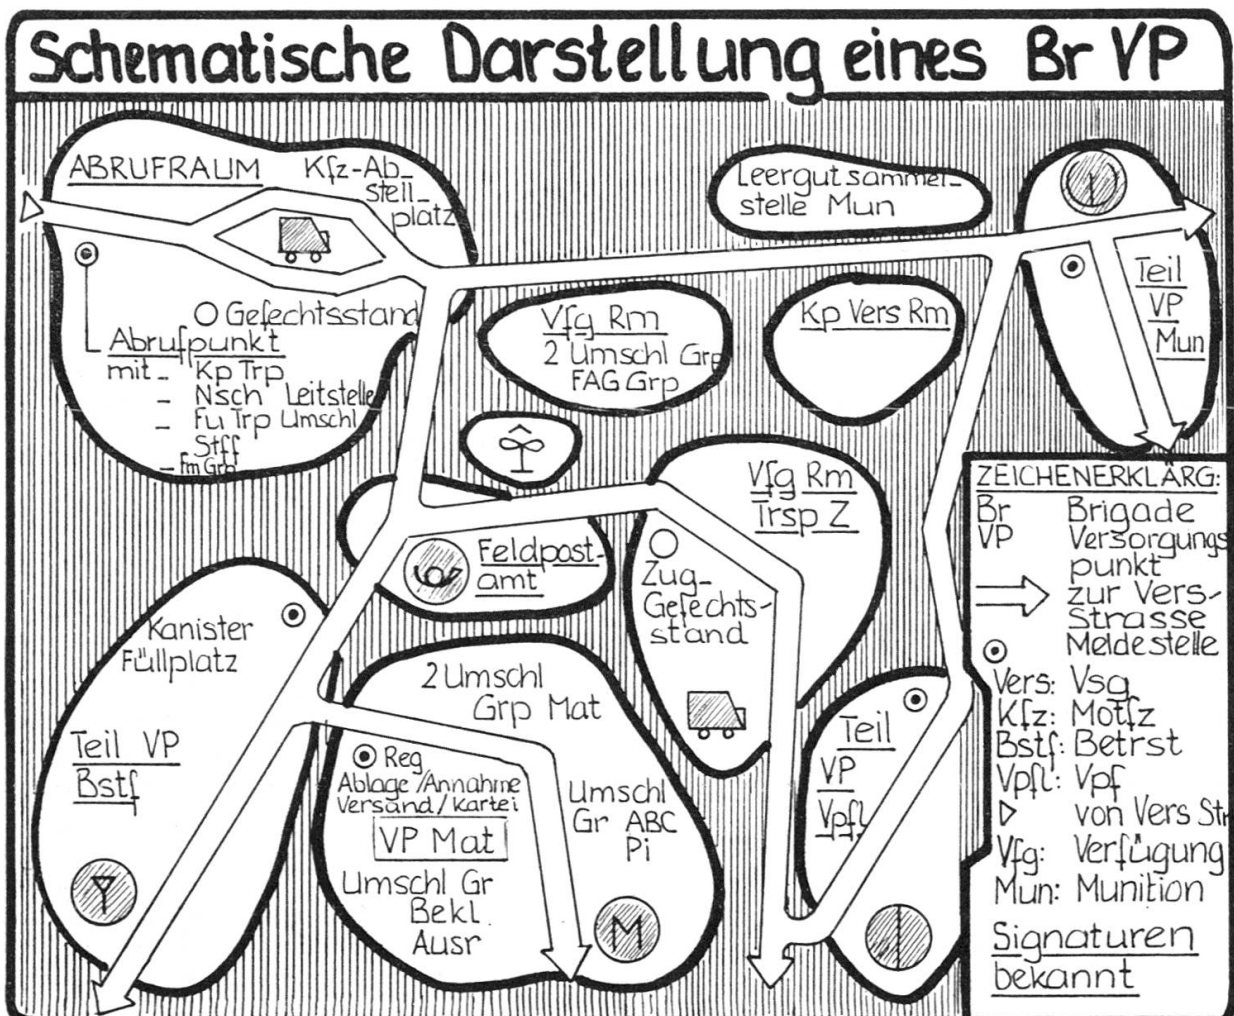 Schematische Darstellung eines Br VP
ABRUFRAUM
Kfz-Ab-
stell-
platz
Gefechtsstand
Abrufpunkt
mit - Kp Trp
- Nsch Leitstelle
- Fu Trp Umschl
Stff
- Fm Grp
Leergutsammel-
stelle Mun
Teil
VP
Mun
Vfg Rm
2 Umschl Grp
FAG Grp
Kp Vers Rm
Vfg Rm
Trsp Z
Zug-
Gefechts-
stand
Feldpost-
amt
Kanister
Füllplatz
Teil VP
Bstf
2 Umschl
Grp Mat
Reg
Ablage/Annahme
Versand/Kartei
VP Mat
Umschl Gr
Bekl
Ausr
Umschl
Gr ABC
Pi
M
Teil
VP
Vpfl
ZEICHENERKLÄRG:
Br Brigade
VP Versorgungs
punkt
zur Vers-
Strasse
Meldestelle
Vers: Vsg
Kfz: Motfz
Bstf: Betrst
Vpfl: Vpf
von Vers Str
Vfg: Verfügung
Mun: Munition
Signaturen
bekannt